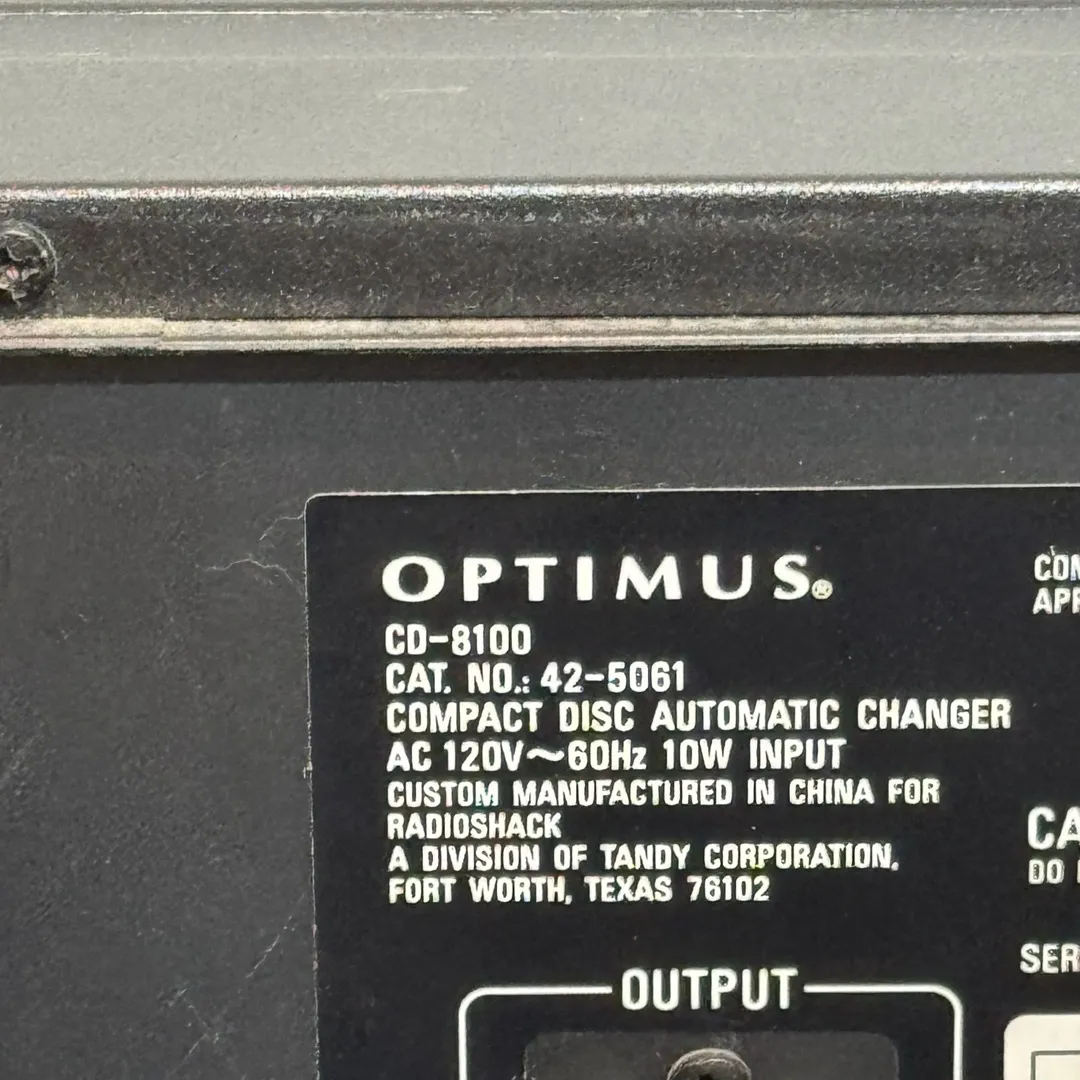 OPTIMUS®
CD-8100
CAT. NO.: 42-5061
COMPACT DISC AUTOMATIC CHANGER
AC 120V~60Hz 10W INPUT
CUSTOM MANUFACTURED IN CHINA FOR
RADIOSHACK
A DIVISION OF TANDY CORPORATION,
FORT WORTH, TEXAS 76102
OUTPUT